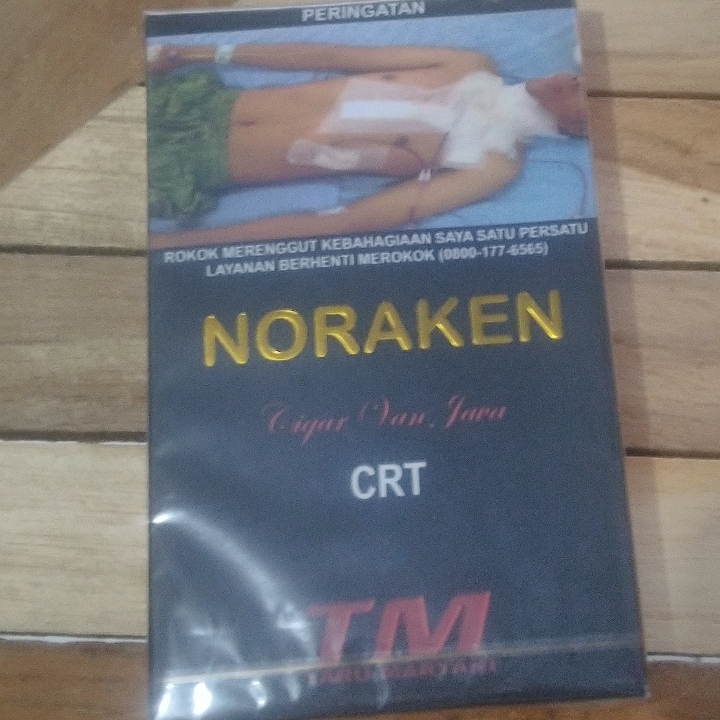 PERINGATAN
ROKOK MERENGGUT KEBAHAGIAAN SAYA SATU PERSATU
LAYANAN BERHENTI MEROKOK (0800-177-6565)
NORAKEN
Cigar Van Java
CRT
TM